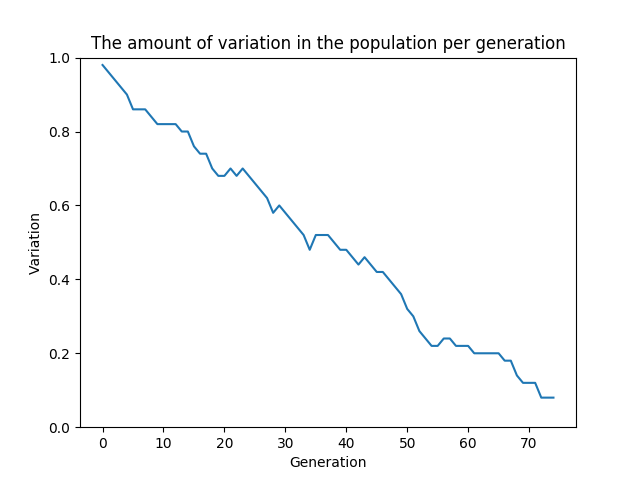 The amount of variation in the population per generation
1.0
0.8
0.6
0.4
0.2
0.0
Variation
0 10 20 30 40 50 60 70
Generation